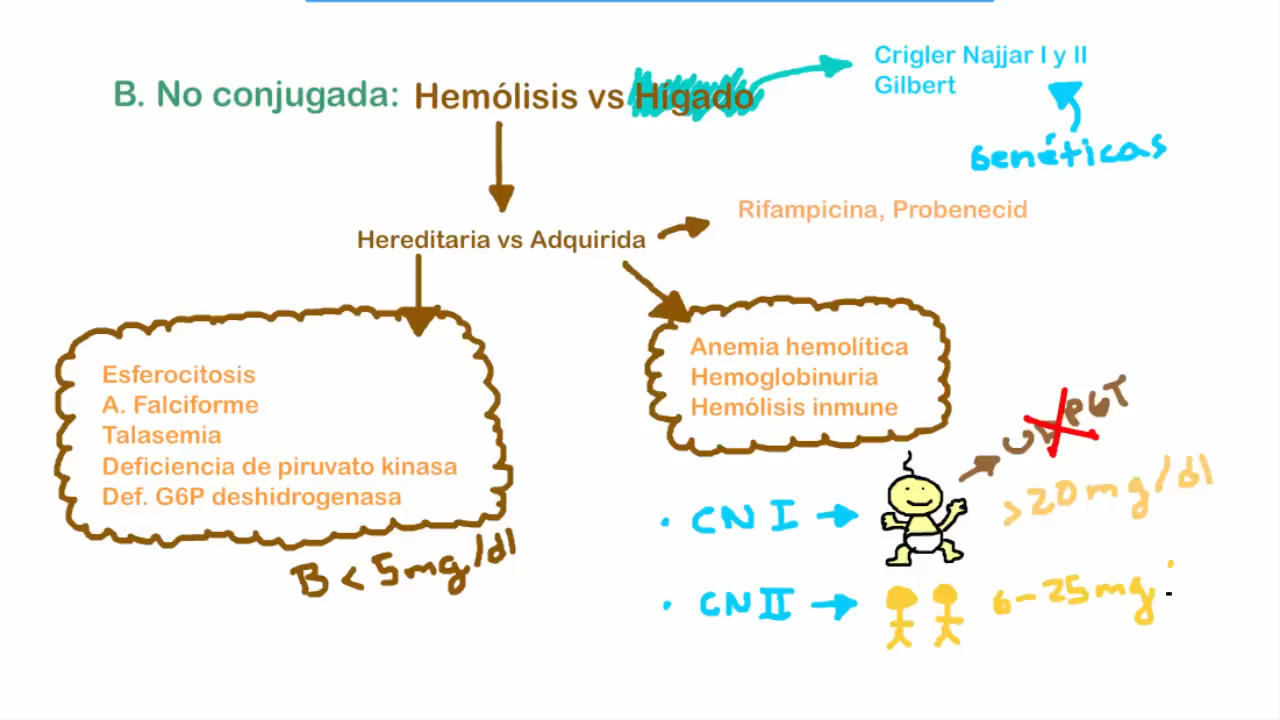 B. No conjugada: Hemólisis vs Hígado
Crigler Najjar I y II
Gilbert
Genéticas
Rifampicina, Probenecid
Hereditaria vs Adquirida
Esferocitosis
A. Falciforme
Talasemia
Deficiencia de piruvato kinasa
Def. G6P deshidrogenasa
B < 5mg/dl
Anemia hemolítica
Hemoglobinuria
Hemólisis inmune
UDPGT
· CN I
>20mg/dl
· CN II
6-25mg